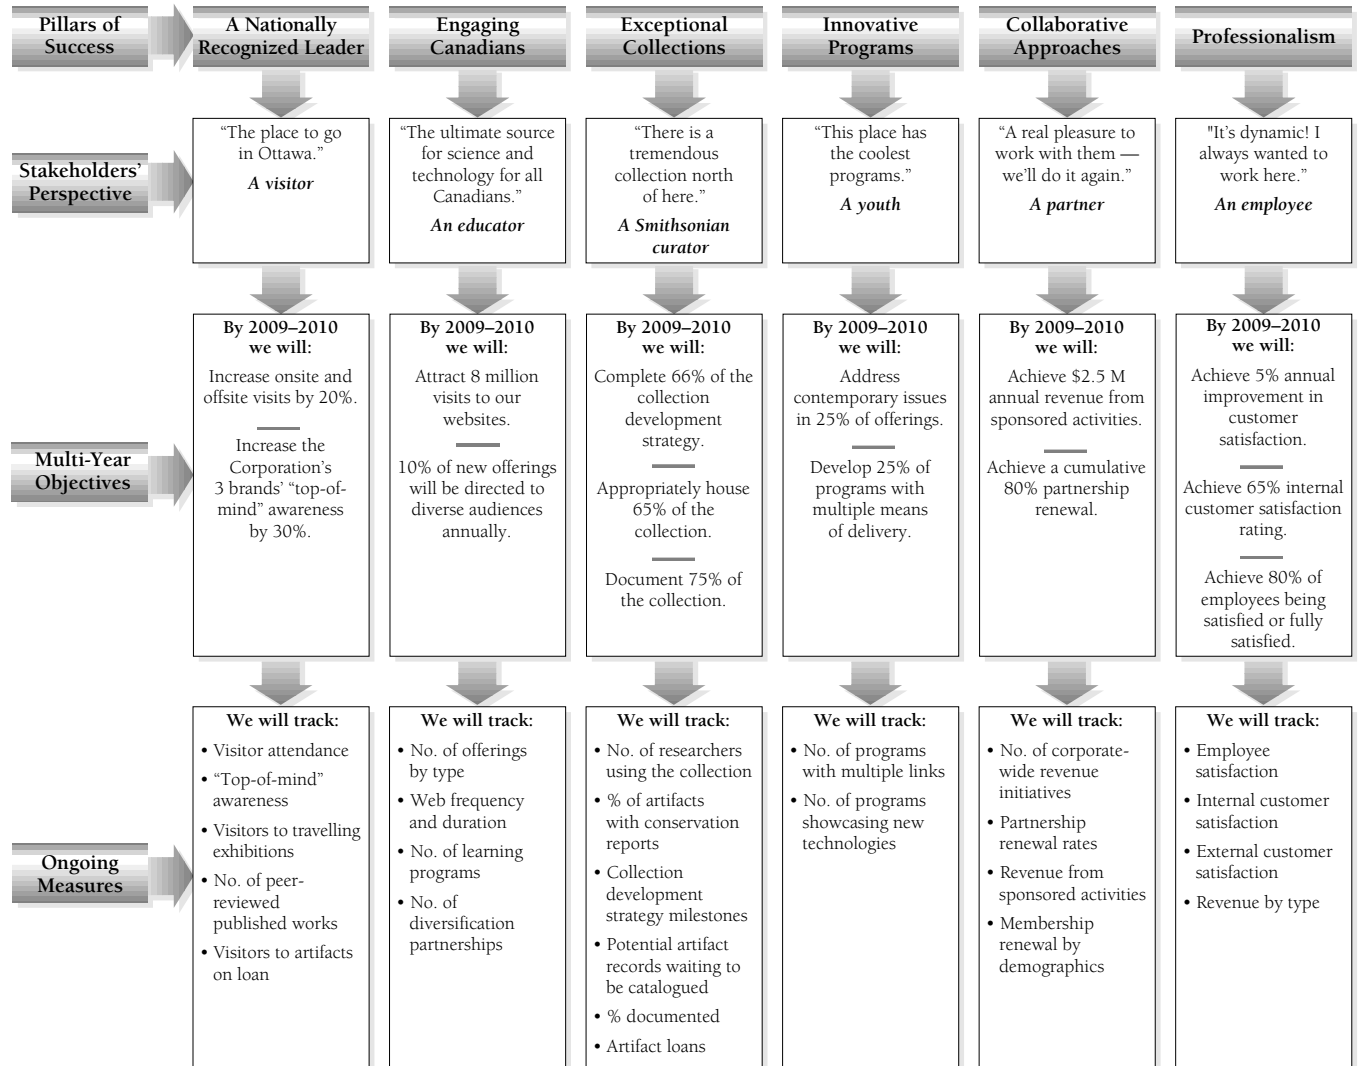 Pillars of
Success
A Nationally
Recognized Leader
Engaging
Canadians
Exceptional
Collections
Innovative
Programs
Collaborative
Approaches
Professionalism
Stakeholders’
Perspective
“The place to go
in Ottawa.”
A visitor
“The ultimate source
for science and
technology for all
Canadians.”
An educator
“There is a
tremendous
collection north
of here.”
A Smithsonian
curator
“This place has
the coolest
programs.”
A youth
“A real pleasure to
work with them —
we’ll do it again.”
A partner
"It’s dynamic! I
always wanted to
work here.”
An employee
Multi-Year
Objectives
By 2009–2010
we will:
Increase onsite and
offsite visits by 20%.
Increase the
Corporation’s
3 brands’ “top-of-
mind” awareness
by 30%.
By 2009–2010
we will:
Attract 8 million
visits to our
websites.
10% of new offerings
will be directed to
diverse audiences
annually.
By 2009–2010
we will:
Complete 66% of the
collection
development
strategy.
Appropriately house
65% of the
collection.
Document 75% of
the collection.
By 2009–2010
we will:
Address
contemporary issues
in 25% of offerings.
Develop 25% of
programs with
multiple means
of delivery.
By 2009–2010
we will:
Achieve $2.5 M
annual revenue from
sponsored activities.
Achieve a cumulative
80% partnership
renewal.
By 2009–2010
we will:
Achieve 5% annual
improvement in
customer
satisfaction.
Achieve 65% internal
customer satisfaction
rating.
Achieve 80% of
employees being
satisfied or fully
satisfied.
Ongoing
Measures
We will track:
• Visitor attendance
• “Top-of-mind”
awareness
• Visitors to travelling
exhibitions
• No. of peer-
reviewed
published works
• Visitors to artifacts
on loan
We will track:
• No. of offerings
by type
• Web frequency
and duration
• No. of learning
programs
• No. of
diversification
partnerships
We will track:
• No. of researchers
using the collection
• % of artifacts
with conservation
reports
• Collection
development
strategy milestones
• Potential artifact
records waiting to
be catalogued
• % documented
• Artifact loans
We will track:
• No. of programs
with multiple links
• No. of programs
showcasing new
technologies
We will track:
• No. of corporate-
wide revenue
initiatives
• Partnership
renewal rates
• Revenue from
sponsored activities
• Membership
renewal by
demographics
We will track:
• Employee
satisfaction
• Internal customer
satisfaction
• External customer
satisfaction
• Revenue by type